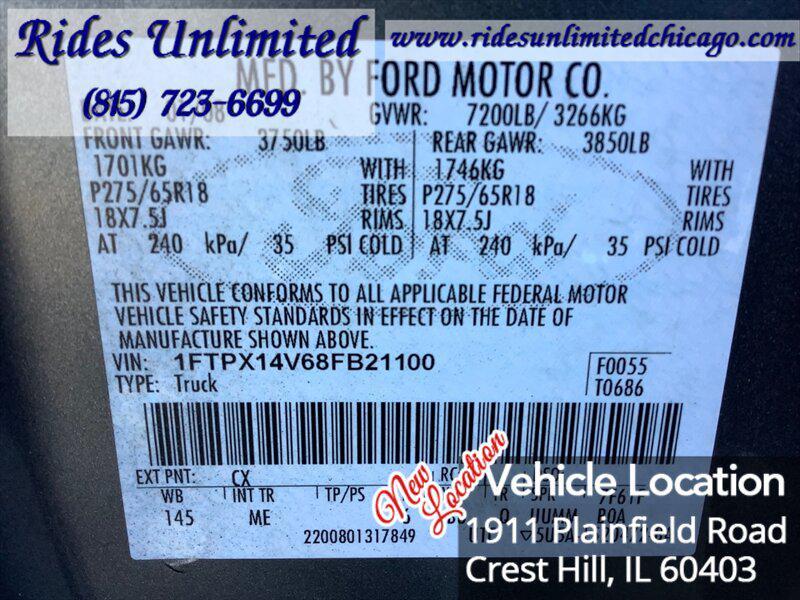 Rides Unlimited
www.ridesunlimitedchicago.com
(815) 723-6699
MFD. BY FORD MOTOR CO.
GVWR: 7200LB/ 3266KG
FRONT GAWR: 3750LB REAR GAWR: 3850LB
1701KG WITH 1746KG WITH
P275/65R18 TIRES P275/65R18 TIRES
18X7.5J RIMS 18X7.5J RIMS
AT 240 kPa/ 35 PSI COLD AT 240 kPa/ 35 PSI COLD
THIS VEHICLE CONFORMS TO ALL APPLICABLE FEDERAL MOTOR
VEHICLE SAFETY STANDARDS IN EFFECT ON THE DATE OF
MANUFACTURE SHOWN ABOVE.
VIN: 1FTPX14V68FB21100 F0055
TYPE: Truck T0686
EXT PNT: CX
WB INT TR TP/PS
145 ME
2200801317849
New Location
Vehicle Location
1911 Plainfield Road
Crest Hill, IL 60403